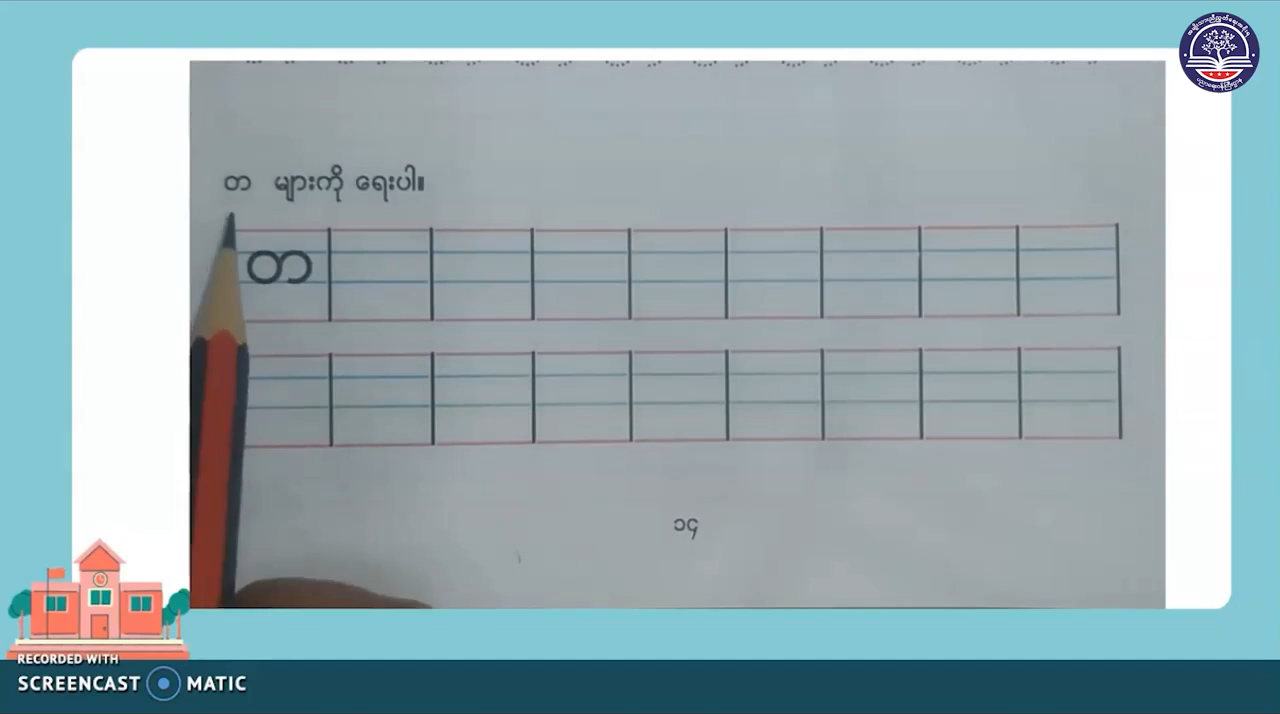 တ များကို ရေးပါ။
တ
၁၄
RECORDED WITH
SCREENCAST MATIC